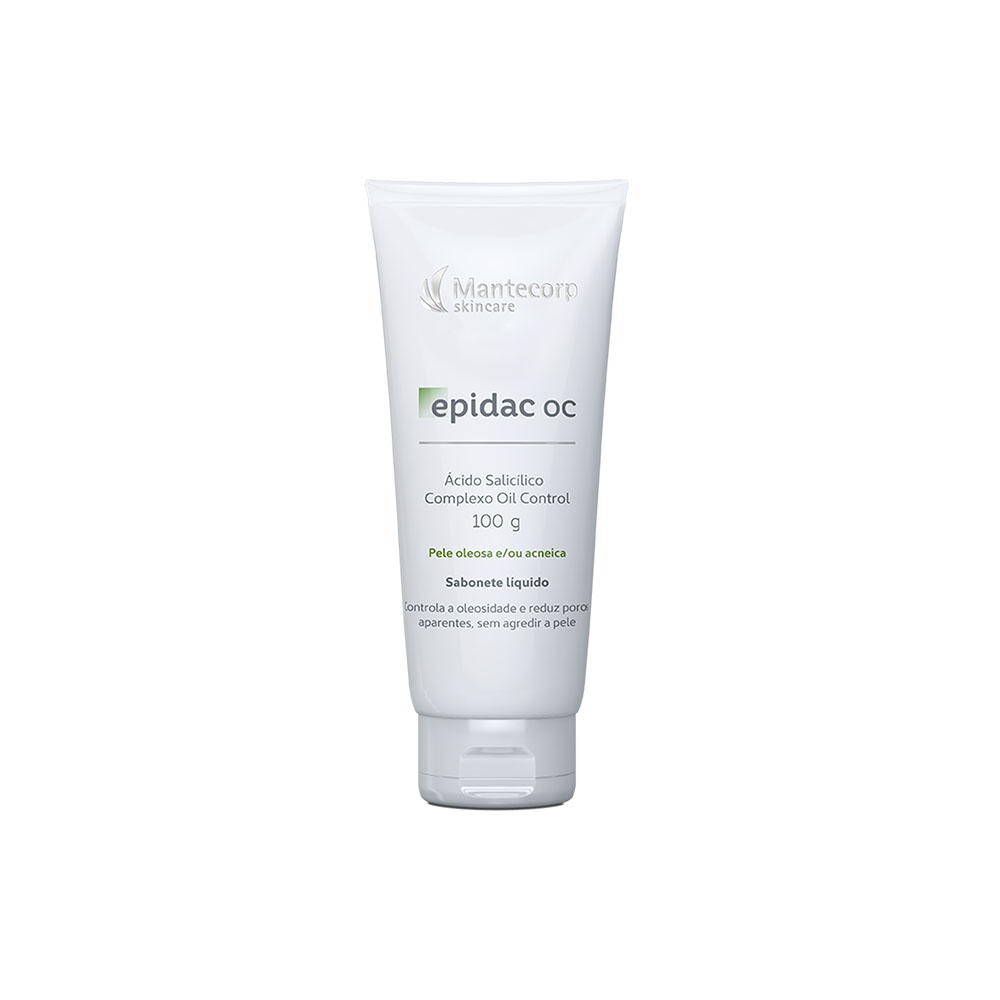 Mantecorp
skincare
epidac oc
Ácido Salicílico
Complexo Oil Control
100 g
Pele oleosa e/ou acneica
Sabonete líquido
Controla a oleosidade e reduz poros
aparentes, sem agredir a pele